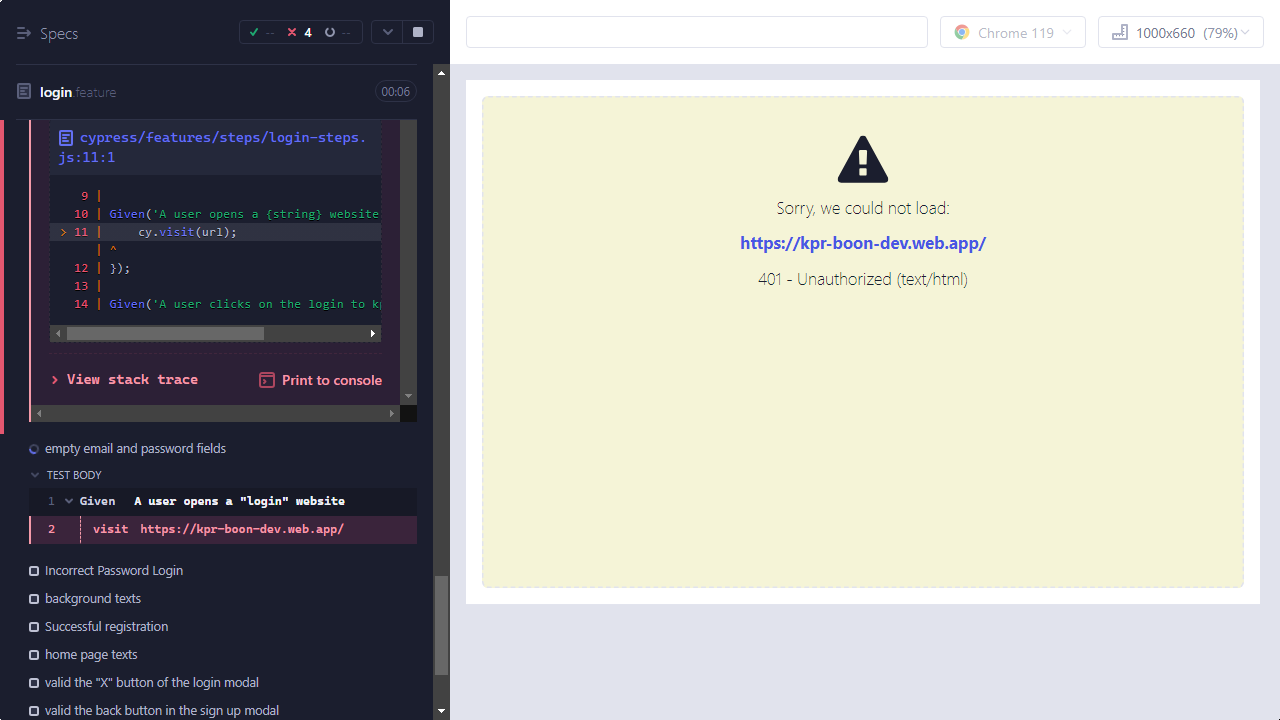 Specs
-- 4 --
login.feature
00:06
cypress/features/steps/login-steps.
js:11:1
9 |
10 | Given('A user opens a {string} website
> 11 |     cy.visit(url);
| ^
12 | });
13 |
14 | Given('A user clicks on the login to k
View stack trace
Print to console
empty email and password fields
TEST BODY
1 Given A user opens a "login" website
2 visit https://kpr-boon-dev.web.app/
Incorrect Password Login
background texts
Successful registration
home page texts
valid the "X" button of the login modal
valid the back button in the sign up modal
Chrome 119
1000x660 (79%)
Sorry, we could not load:
https://kpr-boon-dev.web.app/
401 - Unauthorized (text/html)